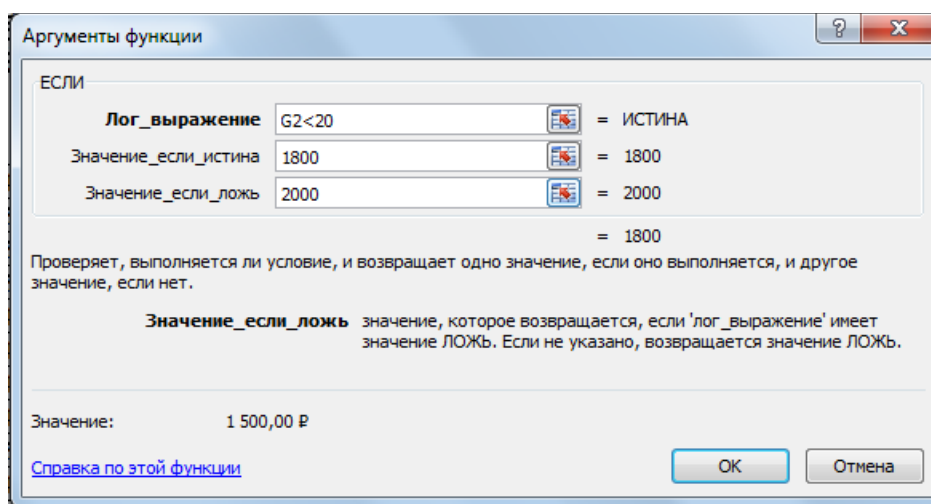 Аргументы функции
ЕСЛИ
Лог_выражение G2<20 = ИСТИНА
Значение_если_истина 1800 = 1800
Значение_если_ложь 2000 = 2000
= 1800
Проверяет, выполняется ли условие, и возвращает одно значение, если оно выполняется, и другое
значение, если нет.
Значение_если_ложь значение, которое возвращается, если 'лог_выражение' имеет
значение ЛОЖЬ. Если не указано, возвращается значение ЛОЖЬ.
Значение: 1 500,00 ₽
Справка по этой функции
ОК Отмена